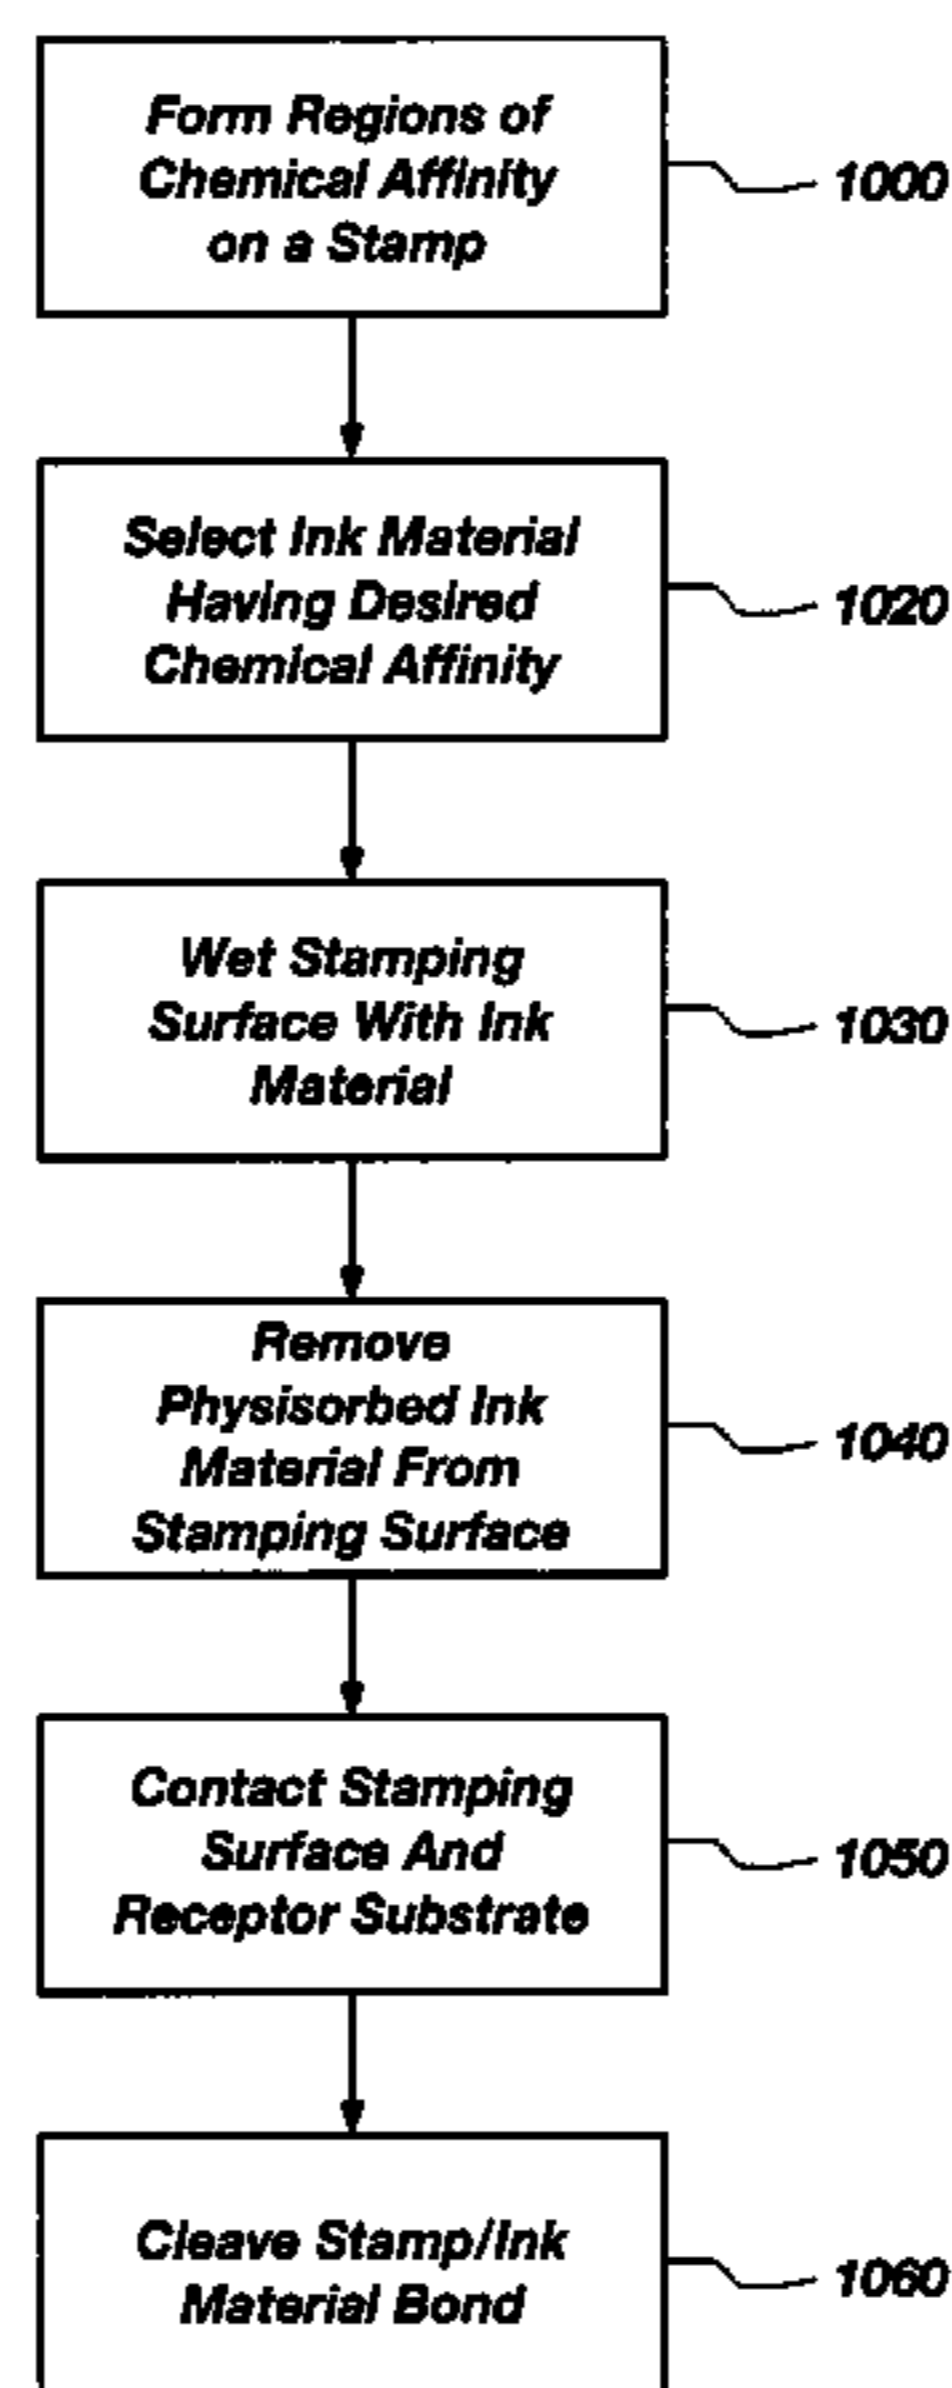 Form Regions of
Chemical Affinity
on a Stamp
1000
Select Ink Material
Having Desired
Chemical Affinity
1020
Wet Stamping
Surface With Ink
Material
1030
Remove
Physisorbed Ink
Material From
Stamping Surface
1040
Contact Stamping
Surface And
Receptor Substrate
1050
Cleave Stamp/Ink
Material Bond
1060